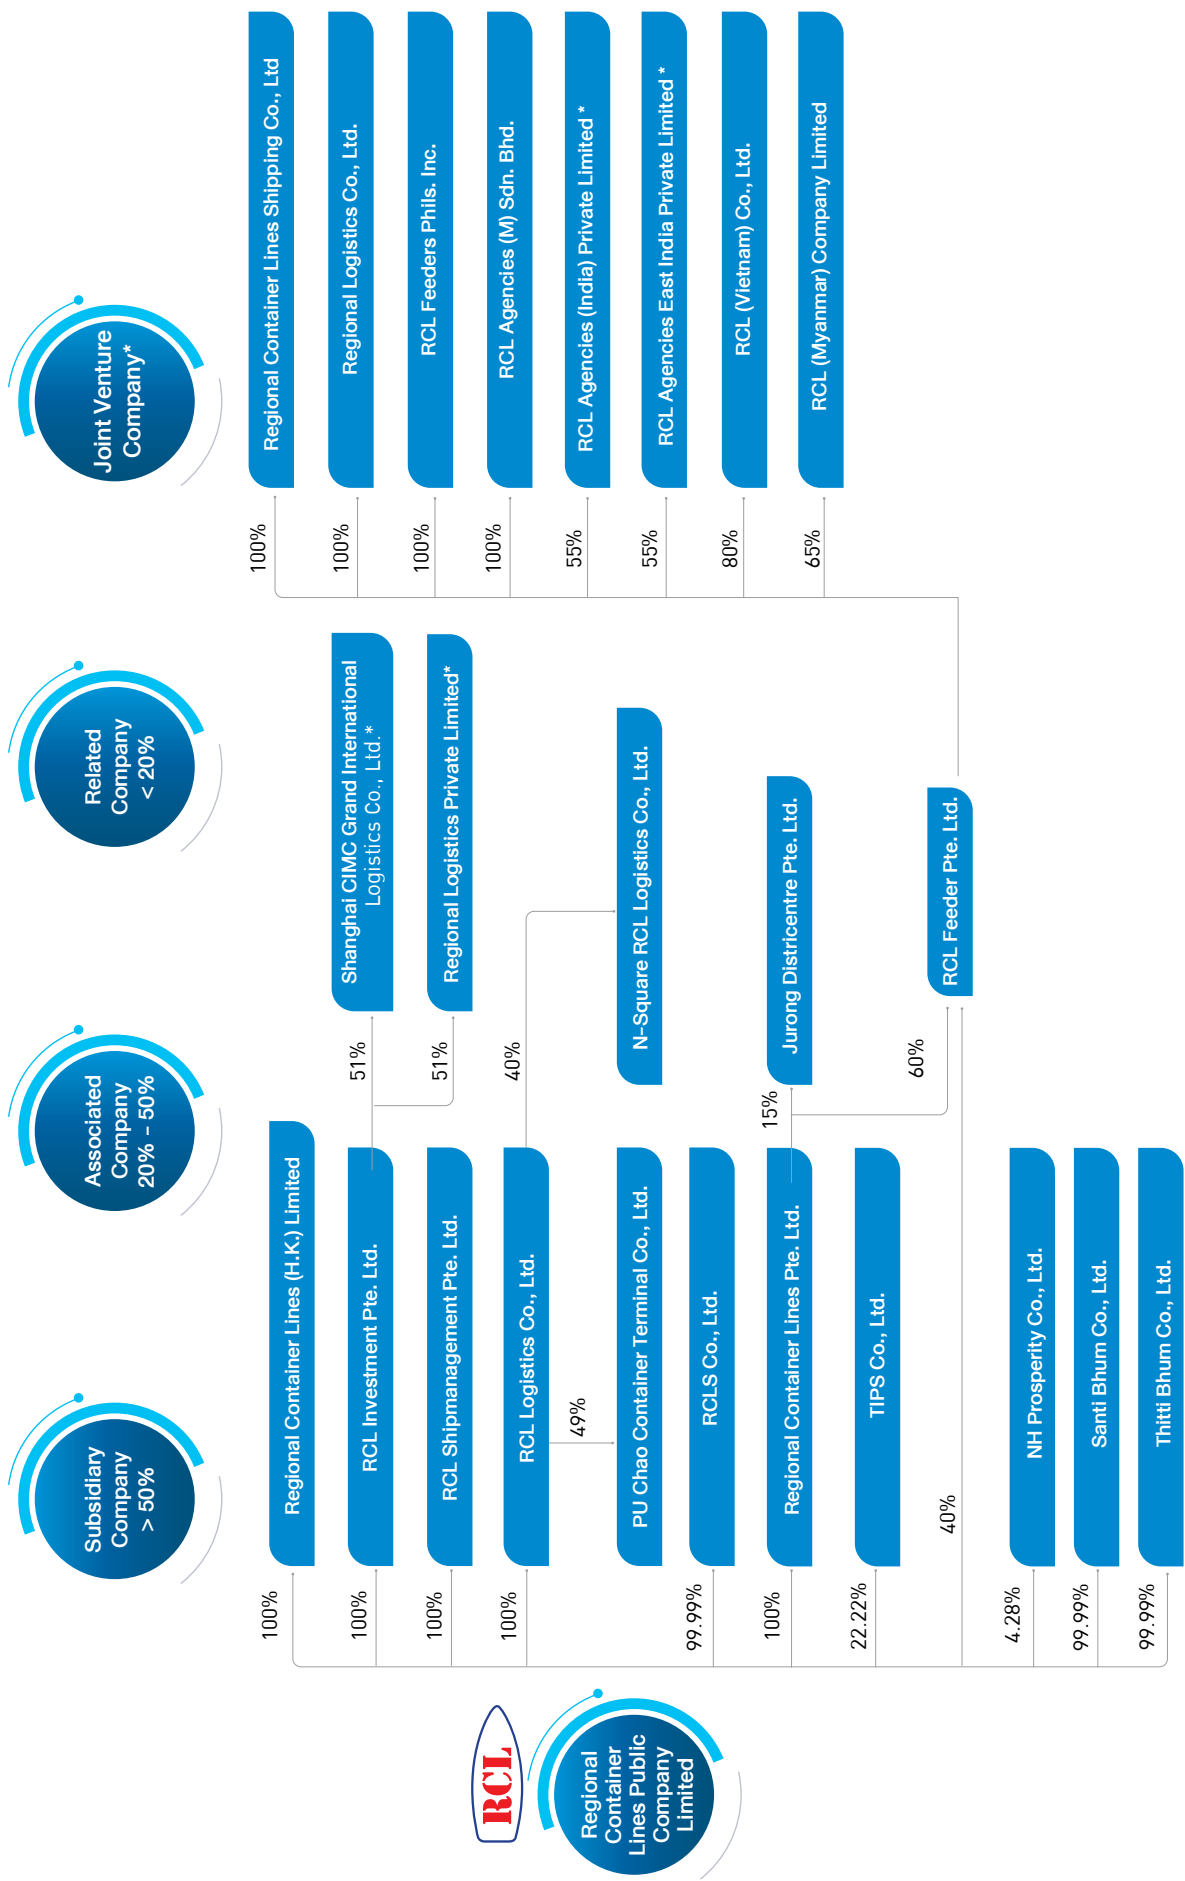 RCL
Regional
Container
Lines Public
Company
Limited
Subsidiary
Company
> 50%
Associated
Company
20% – 50%
Related
Company
< 20%
Joint Venture
Company*
100%
Regional Container Lines (H.K.) Limited
100%
RCL Investment Pte. Ltd.
51%
Shanghai CIMC Grand International
Logistics Co., Ltd.*
51%
Regional Logistics Private Limited*
100%
RCL Shipmanagement Pte. Ltd.
100%
RCL Logistics Co., Ltd.
40%
N-Square RCL Logistics Co., Ltd.
49%
PU Chao Container Terminal Co., Ltd.
99.99%
RCLS Co., Ltd.
100%
Regional Container Lines Pte. Ltd.
15%
Jurong Districentre Pte. Ltd.
60%
RCL Feeder Pte. Ltd.
22.22%
TIPS Co., Ltd.
40%
4.28%
NH Prosperity Co., Ltd.
99.99%
Santi Bhum Co., Ltd.
99.99%
Thitti Bhum Co., Ltd.
100%
Regional Container Lines Shipping Co., Ltd
100%
Regional Logistics Co., Ltd.
100%
RCL Feeders Phils. Inc.
100%
RCL Agencies (M) Sdn. Bhd.
55%
RCL Agencies (India) Private Limited *
55%
RCL Agencies East India Private Limited *
80%
RCL (Vietnam) Co., Ltd.
65%
RCL (Myanmar) Company Limited